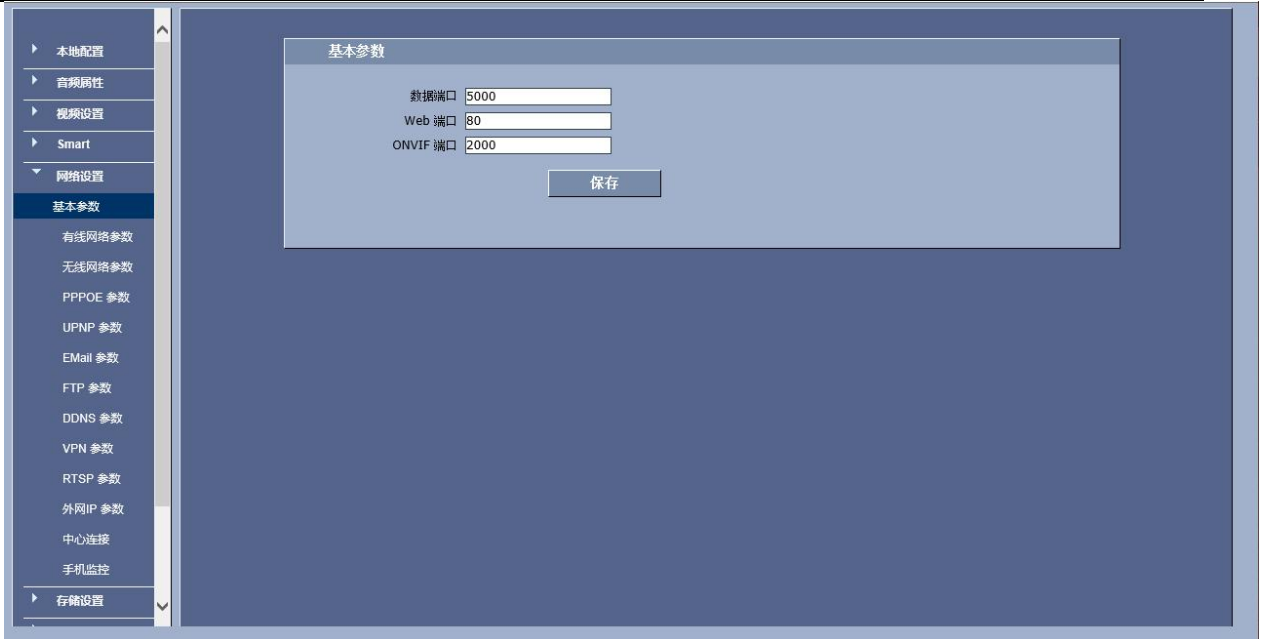 本地配置
音频属性
视频设置
Smart
网络设置
基本参数
有线网络参数
无线网络参数
PPPOE 参数
UPNP 参数
EMail 参数
FTP 参数
DDNS 参数
VPN 参数
RTSP 参数
外网IP 参数
中心连接
手机监控
存储设置
基本参数
数据端口 5000
Web 端口 80
ONVIF 端口 2000
保存